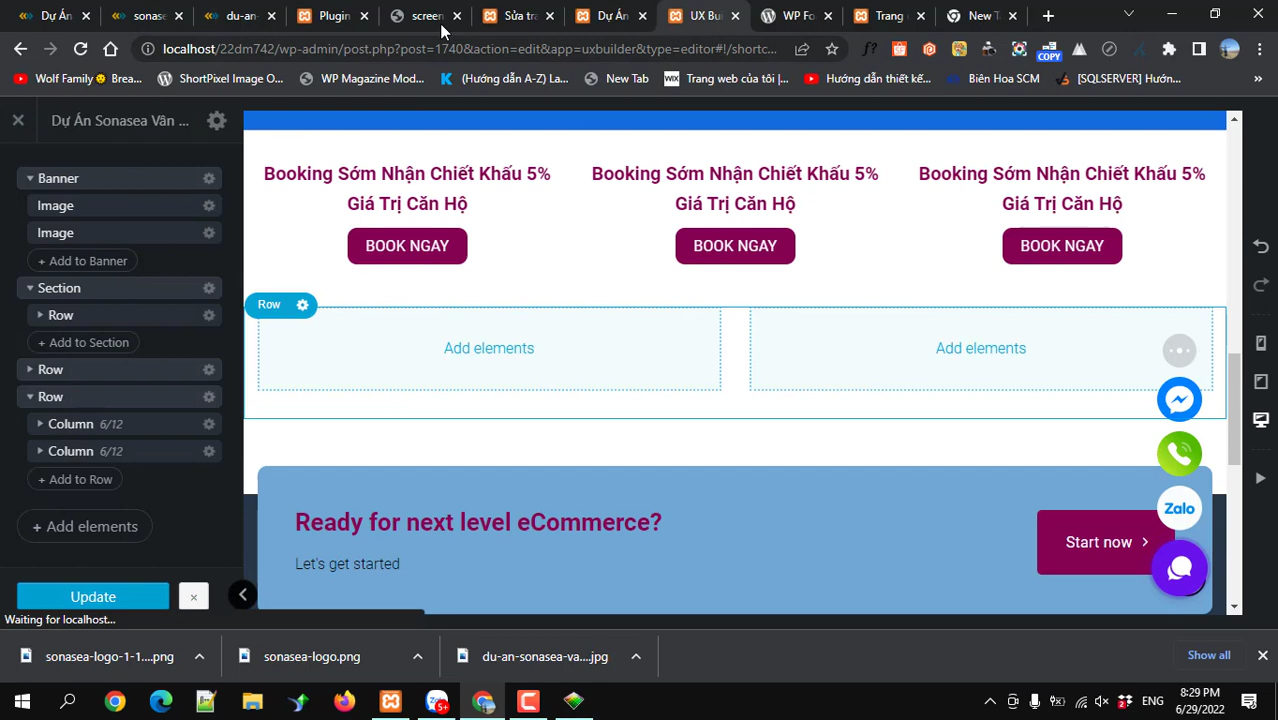 Dự Án
sonase
du-an-
Plugin
screen
Sửa tra
Dự Án
UX Bui
WP Fo
Trang c
New Ta
localhost/22dm742/wp-admin/post.php?post=1740&action=edit&app=uxbuilder&type=editor#!/shortc...
COPY
Wolf Family Brea...
ShortPixel Image O...
WP Magazine Mod...
(Hướng dẫn A-Z) La...
New Tab
WIX
Trang web của tôi |...
Hướng dẫn thiết kế...
Biên Hoa SCM
[SQLSERVER] Hướn...
Dự Án Sonasea Vân ...
Banner
Image
Image
+ Add to Banner
Section
Row
+ Add to Section
Row
Row
Column 6/12
Column 6/12
+ Add to Row
+ Add elements
Update
Waiting for localhost...
Booking Sớm Nhận Chiết Khấu 5%
Giá Trị Căn Hộ
BOOK NGAY
Booking Sớm Nhận Chiết Khấu 5%
Giá Trị Căn Hộ
BOOK NGAY
Booking Sớm Nhận Chiết Khấu 5%
Giá Trị Căn Hộ
BOOK NGAY
Row
Add elements
Add elements
Zalo
Ready for next level eCommerce?
Let's get started
Start now
sonasea-logo-1-1....png
sonasea-logo.png
du-an-sonasea-va....jpg
Show all
Zalo
5+
ENG
8:29 PM
6/29/2022